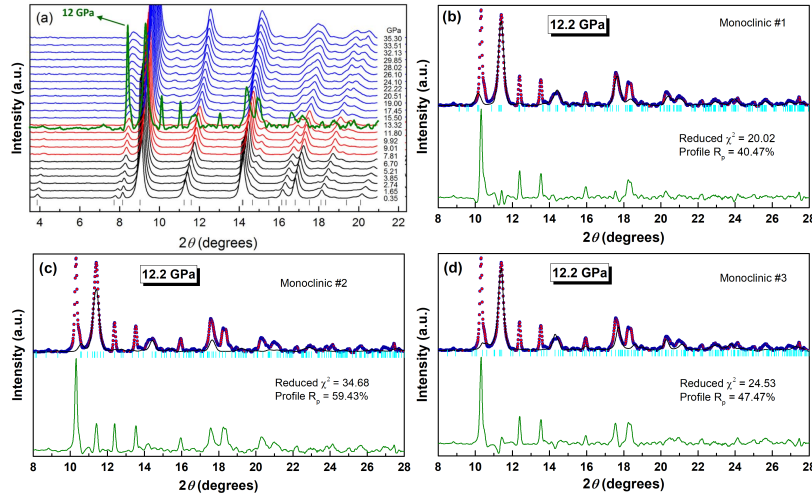 (a)
12 GPa
GPa
35.30
33.51
32.13
29.85
28.02
26.10
24.10
22.22
20.51
19.00
17.45
15.50
13.32
11.80
9.92
9.01
7.81
6.70
5.21
3.85
2.74
1.65
0.35
Intensity (a.u.)
4 6 8 10 12 14 16 18 20 22
2θ (degrees)
(b)
12.2 GPa
Monoclinic #1
Reduced χ² = 20.02
Profile Rp = 40.47%
Intensity (a.u.)
8 10 12 14 16 18 20 22 24 26 28
2θ (degrees)
(c)
12.2 GPa
Monoclinic #2
Reduced χ² = 34.68
Profile Rp = 59.43%
Intensity (a.u.)
8 10 12 14 16 18 20 22 24 26 28
2θ (degrees)
(d)
12.2 GPa
Monoclinic #3
Reduced χ² = 24.53
Profile Rp = 47.47%
Intensity (a.u.)
8 10 12 14 16 18 20 22 24 26 28
2θ (degrees)